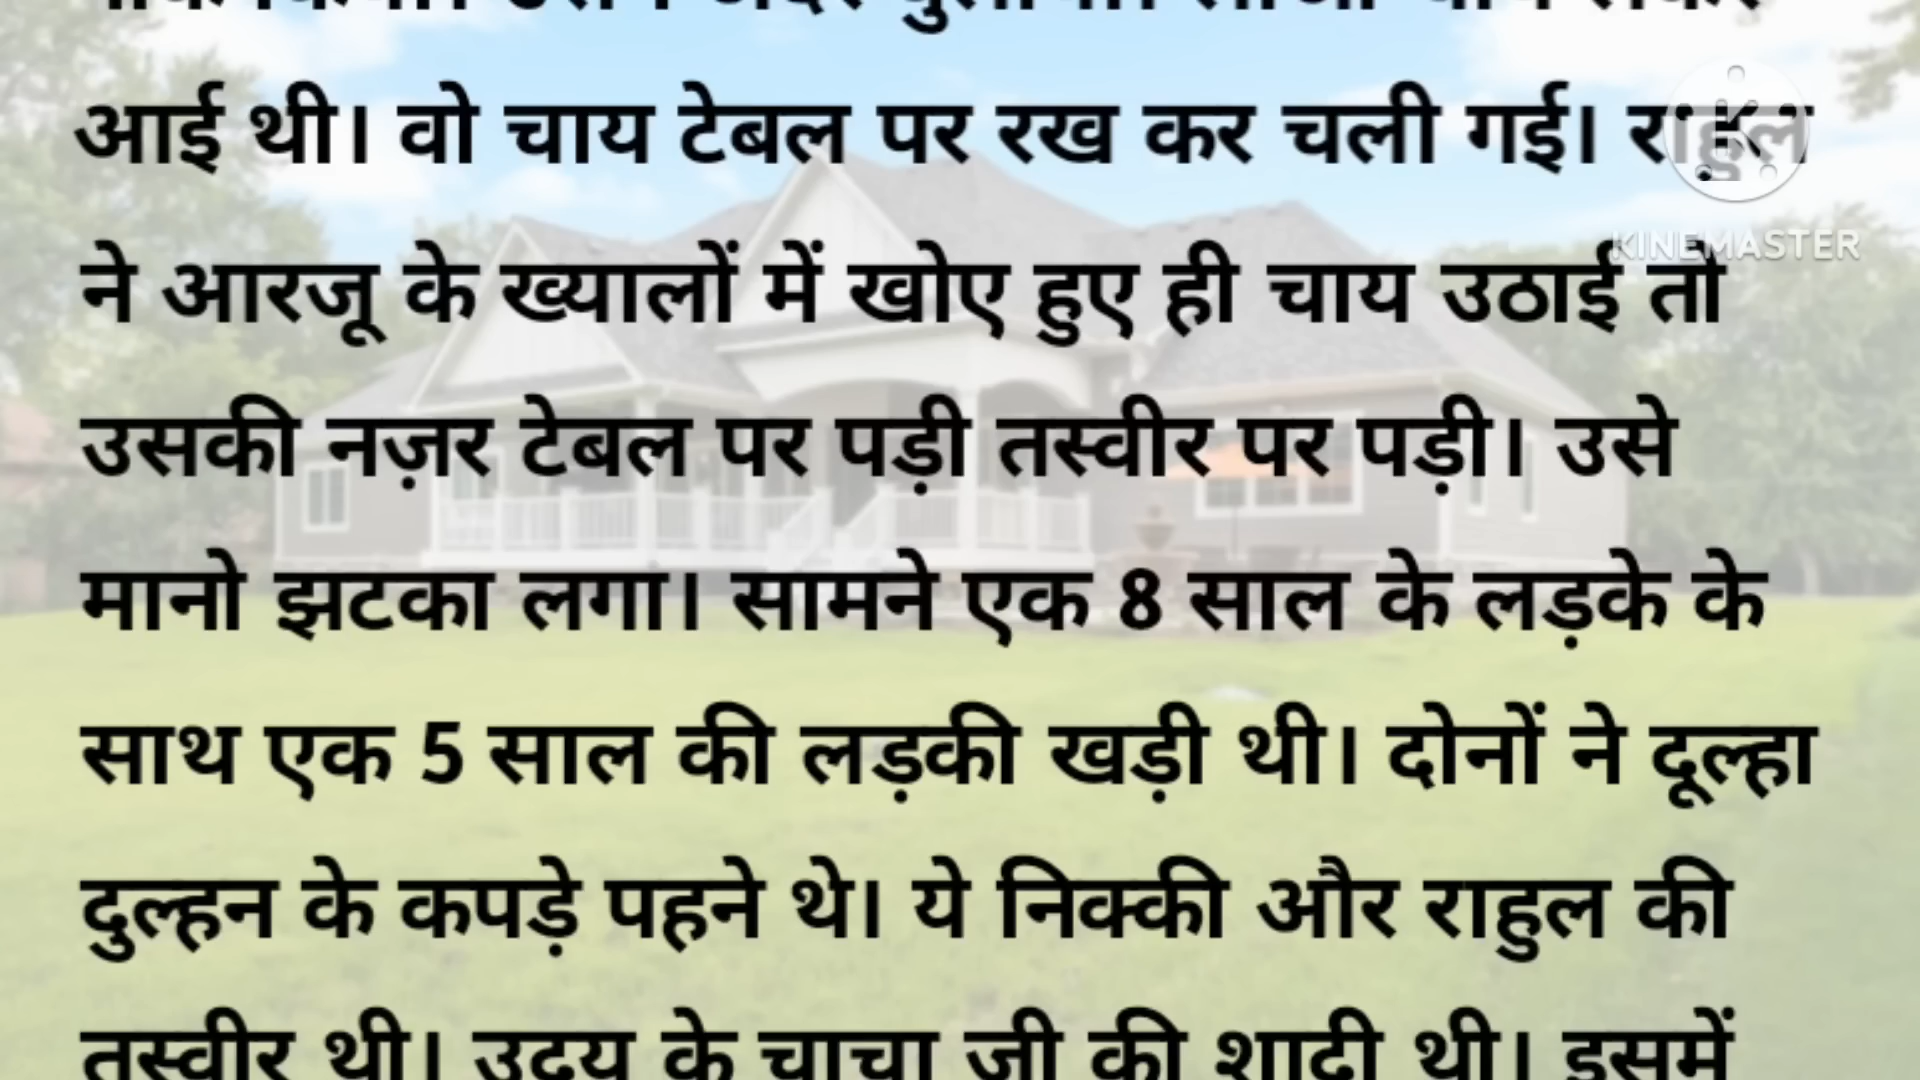 आई थी। वो चाय टेबल पर रख कर चली गई। राहुल
KINEMASTER
ने आरजू के ख्यालों में खोए हुए ही चाय उठाई तो
उसकी नज़र टेबल पर पड़ी तस्वीर पर पड़ी। उसे
मानो झटका लगा। सामने एक 8 साल के लड़के के
साथ एक 5 साल की लड़की खड़ी थी। दोनों ने दूल्हा
दुल्हन के कपड़े पहने थे। ये निक्की और राहुल की
तस्वीर थी। उदय के चाचा जी की शादी थी। इसमें